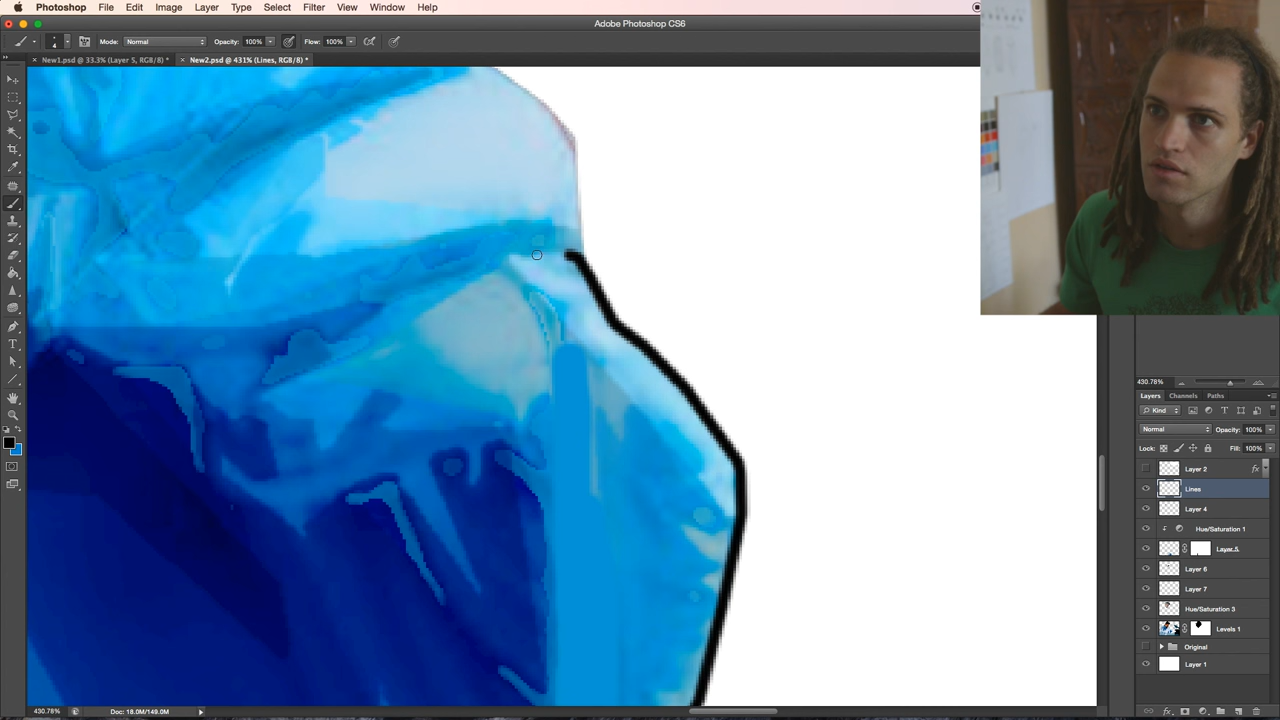 Photoshop File Edit Image Layer Type Select Filter View Window Help
Adobe Photoshop CS6
4 Mode: Normal Opacity: 100% Flow: 100%
New1.psd @ 33.3% (Layer 5, RGB/8) * New2.psd @ 431% (Lines, RGB/8) *
430.78%
Layers Channels Paths
Kind
Normal Opacity: 100%
Lock: Fill: 100%
Layer 2 fx
Lines
Layer 4
Hue/Saturation 1
Layer 5
Layer 6
Layer 7
Hue/Saturation 3
Levels 1
Original
Layer 1
430.78% Doc: 18.0M/149.0M
fx